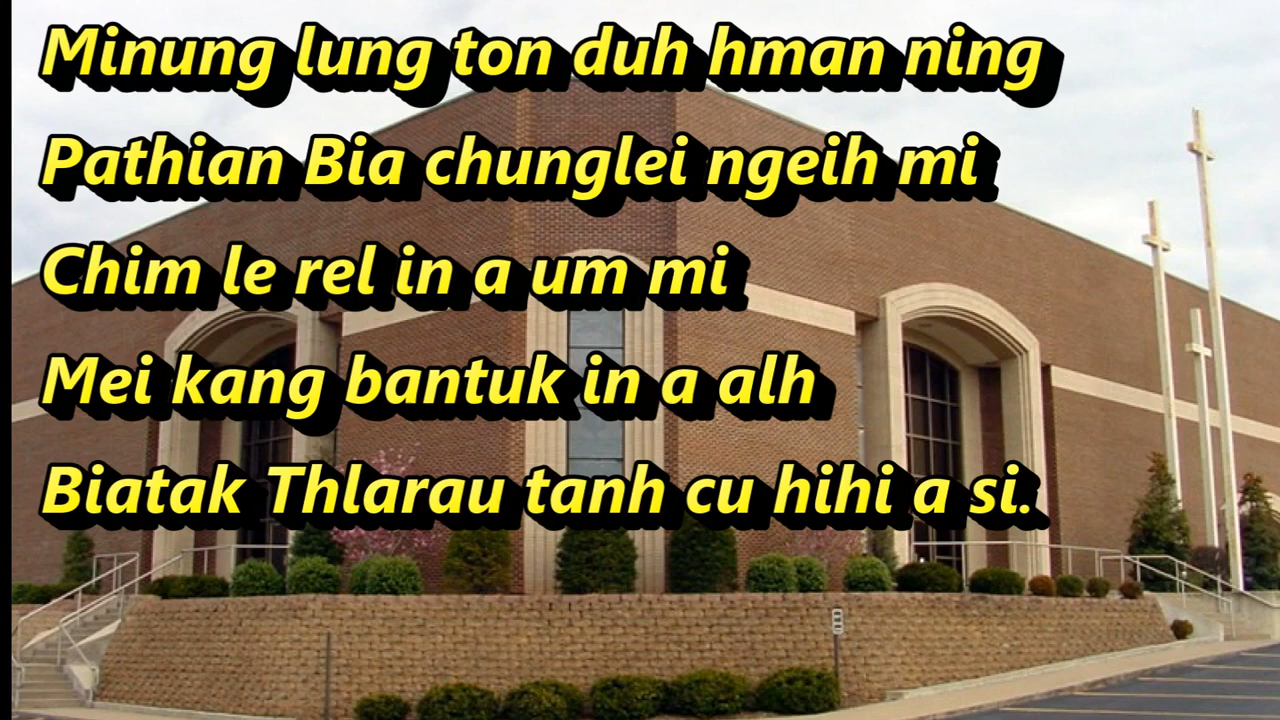 Minung lung ton duh hman ning
Pathian Bia chunglei ngeih mi
Chim le rel in a um mi
Mei kang bantuk in a alh
Biatak Thlarau tanh cu hihi a si.